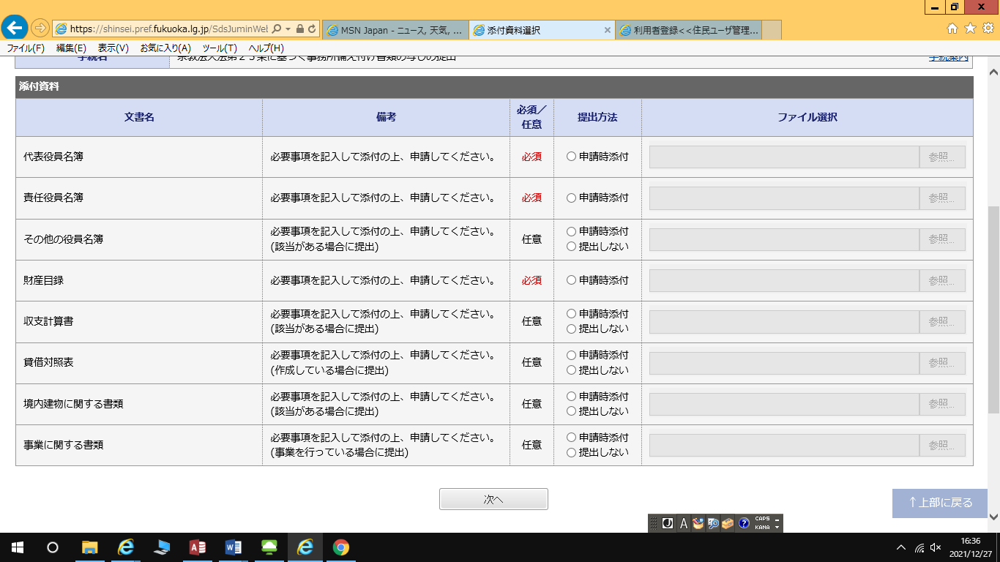 https://shinsei.pref.fukuoka.lg.jp/SdsJuminWel
MSN Japan - ニュース, 天気, ...
添付資料選択
利用者登録<<住民ユーザ管理...
ファイル(F) 編集(E) 表示(V) お気に入り(A) ツール(T) ヘルプ(H)
手続名 宗教法人法第25条に基づく事務所備え付け書類の写しの提出 手続案内
添付資料
文書名 備考 必須／任意 提出方法 ファイル選択
代表役員名簿 必要事項を記入して添付の上、申請してください。 必須 申請時添付 参照...
責任役員名簿 必要事項を記入して添付の上、申請してください。 必須 申請時添付 参照...
その他の役員名簿 必要事項を記入して添付の上、申請してください。 任意 申請時添付 参照...
(該当がある場合に提出) 提出しない
財産目録 必要事項を記入して添付の上、申請してください。 必須 申請時添付 参照...
収支計算書 必要事項を記入して添付の上、申請してください。 任意 申請時添付 参照...
(該当がある場合に提出) 提出しない
貸借対照表 必要事項を記入して添付の上、申請してください。 任意 申請時添付 参照...
(作成している場合に提出) 提出しない
境内建物に関する書類 必要事項を記入して添付の上、申請してください。 任意 申請時添付 参照...
(該当がある場合に提出) 提出しない
事業に関する書類 必要事項を記入して添付の上、申請してください。 任意 申請時添付 参照...
(事業を行っている場合に提出) 提出しない
次へ
↑上部に戻る
A CAPS
KANA
16:36
2021/12/27